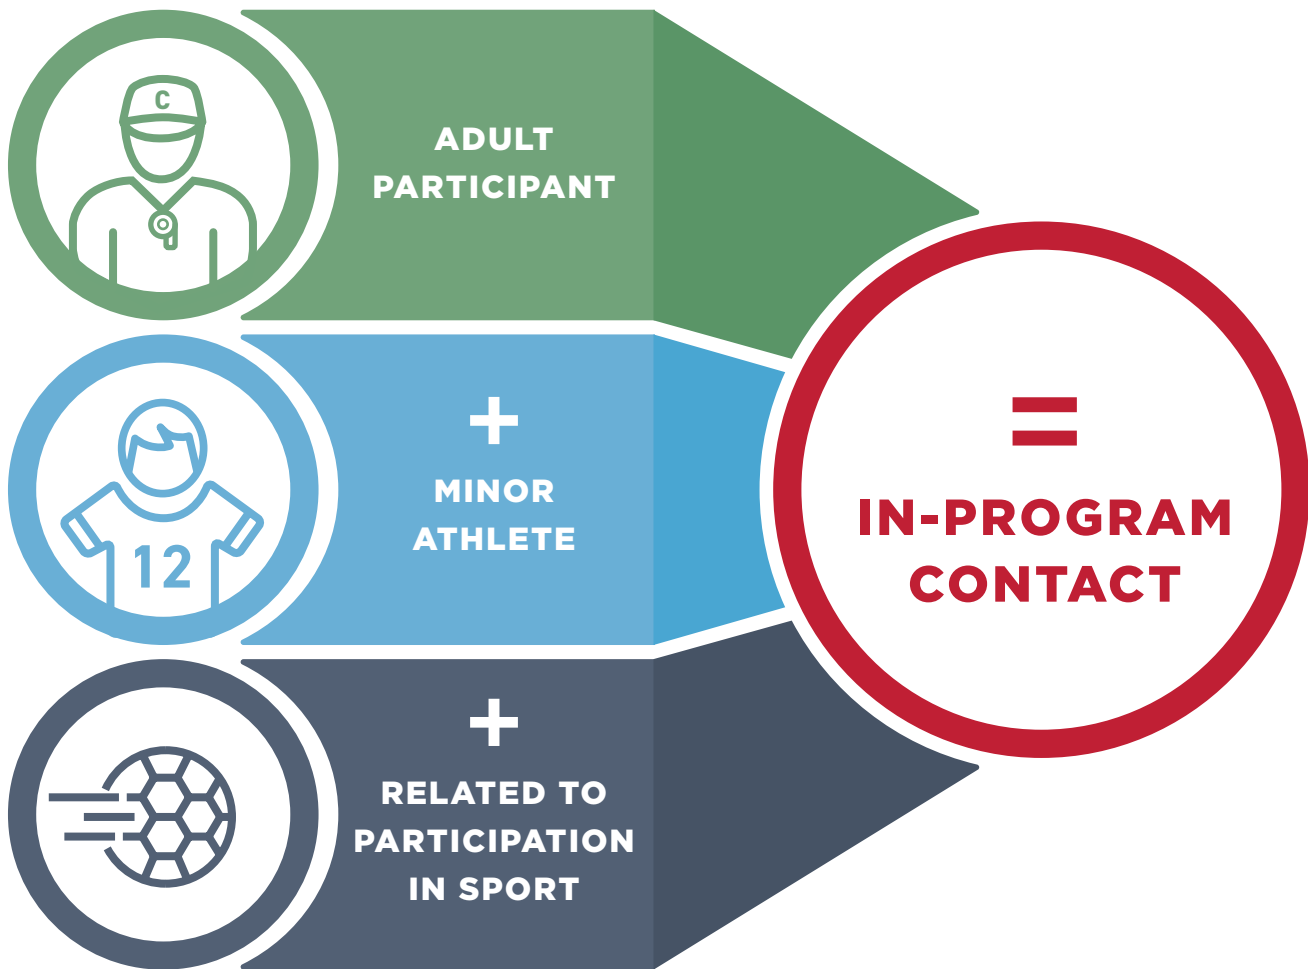 C
ADULT
PARTICIPANT
+
MINOR
ATHLETE
12
+
RELATED TO
PARTICIPATION
IN SPORT
=
IN-PROGRAM
CONTACT